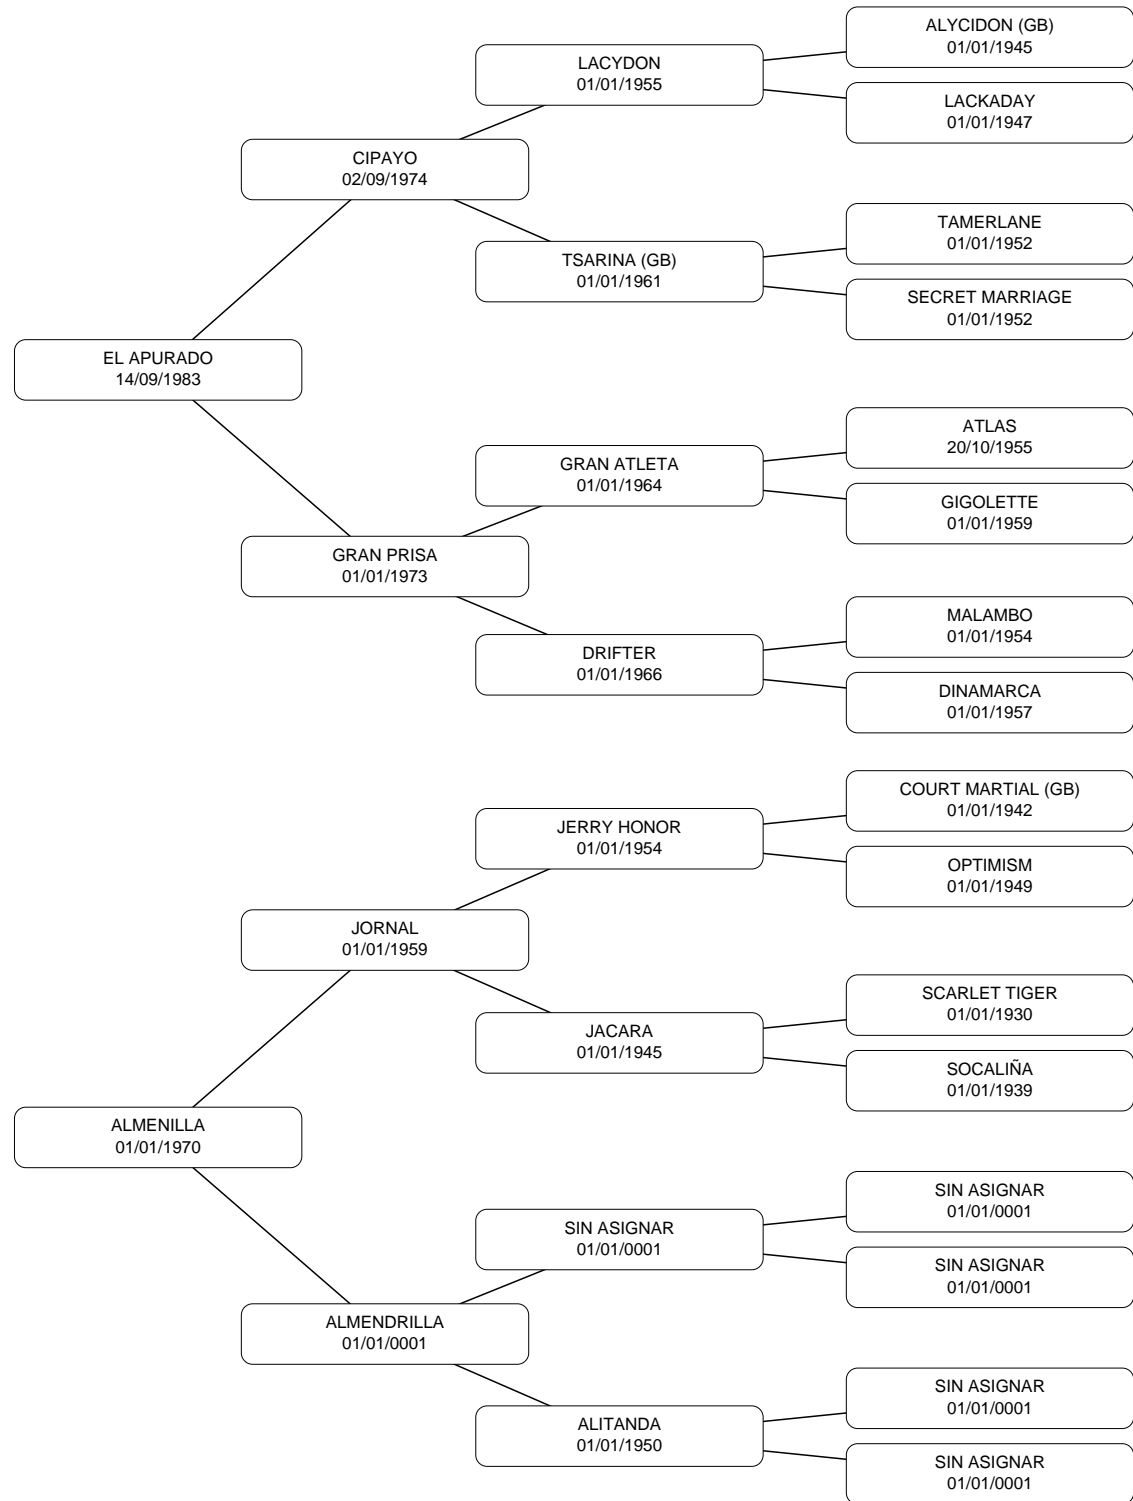 ALYCIDON (GB)
01/01/1945
LACYDON
01/01/1955
LACKADAY
01/01/1947
CIPAYO
02/09/1974
TAMERLANE
01/01/1952
TSARINA (GB)
01/01/1961
SECRET MARRIAGE
01/01/1952
EL APURADO
14/09/1983
ATLAS
20/10/1955
GRAN ATLETA
01/01/1964
GIGOLETTE
01/01/1959
GRAN PRISA
01/01/1973
MALAMBO
01/01/1954
DRIFTER
01/01/1966
DINAMARCA
01/01/1957
COURT MARTIAL (GB)
01/01/1942
JERRY HONOR
01/01/1954
OPTIMISM
01/01/1949
JORNAL
01/01/1959
SCARLET TIGER
01/01/1930
JACARA
01/01/1945
SOCALIÑA
01/01/1939
ALMENILLA
01/01/1970
SIN ASIGNAR
01/01/0001
SIN ASIGNAR
01/01/0001
SIN ASIGNAR
01/01/0001
ALMENDRILLA
01/01/0001
SIN ASIGNAR
01/01/0001
ALITANDA
01/01/1950
SIN ASIGNAR
01/01/0001